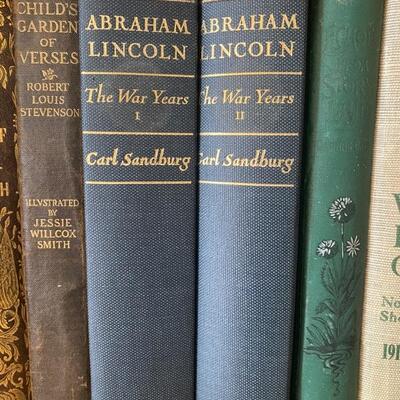 CHILD'S
GARDEN
OF
VERSES
ROBERT
LOUIS
STEVENSON
ILLUSTRATED
BY
JESSIE
WILLCOX
SMITH
ABRAHAM
LINCOLN
The War Years
I
Carl Sandburg
ABRAHAM
LINCOLN
The War Years
II
Carl Sandburg